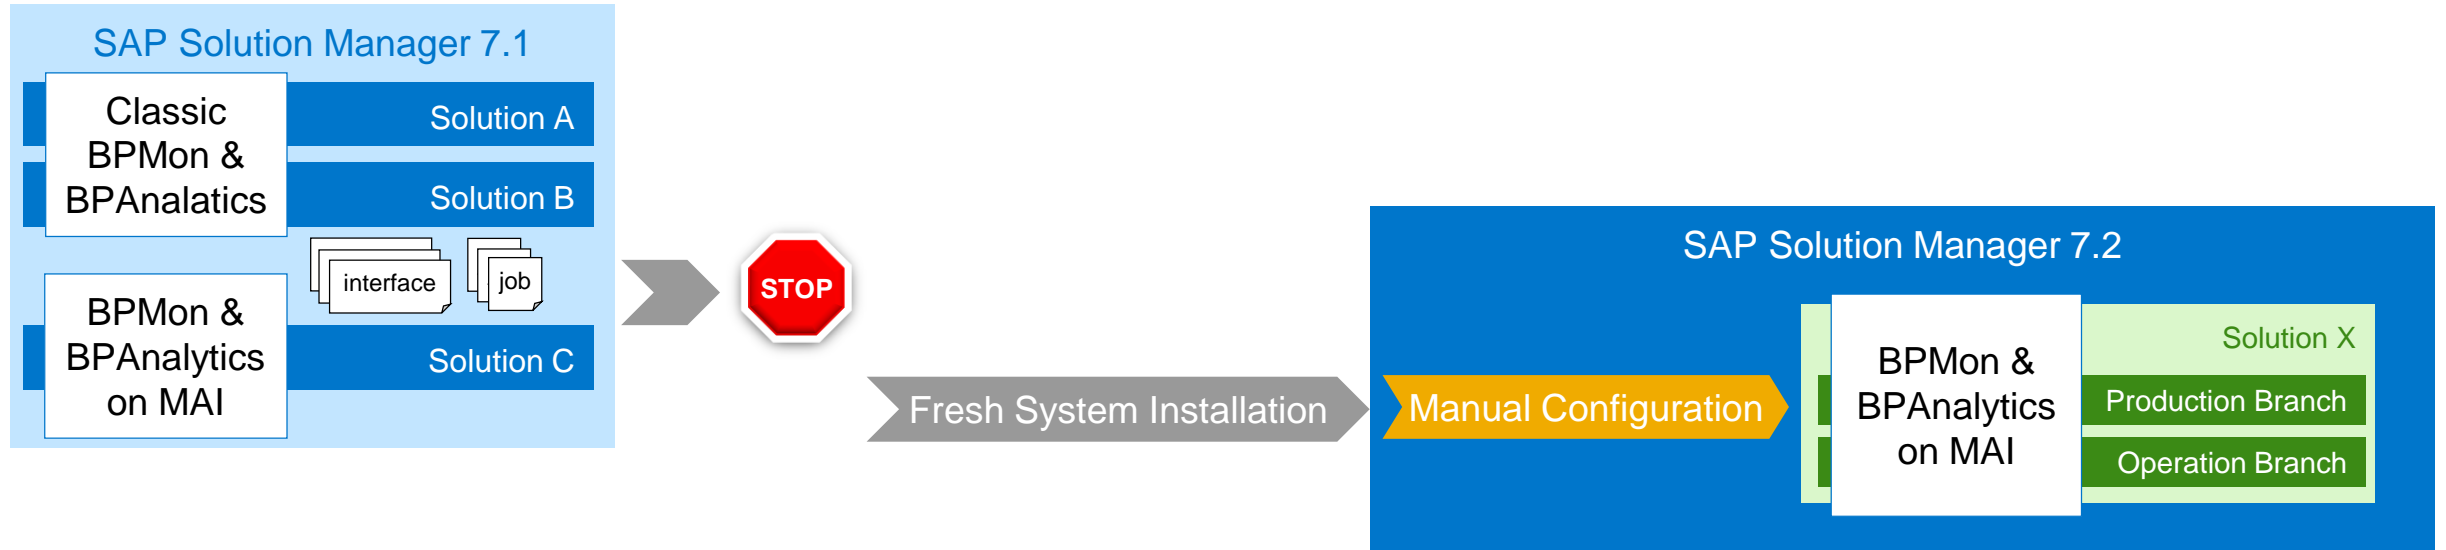 SAP Solution Manager 7.1
Classic
BPMon &
BPAnalatics
Solution A
Solution B
interface
job
BPMon &
BPAnalytics
on MAI
Solution C
STOP
Fresh System Installation
SAP Solution Manager 7.2
Manual Configuration
BPMon &
BPAnalytics
on MAI
Solution X
Production Branch
Operation Branch